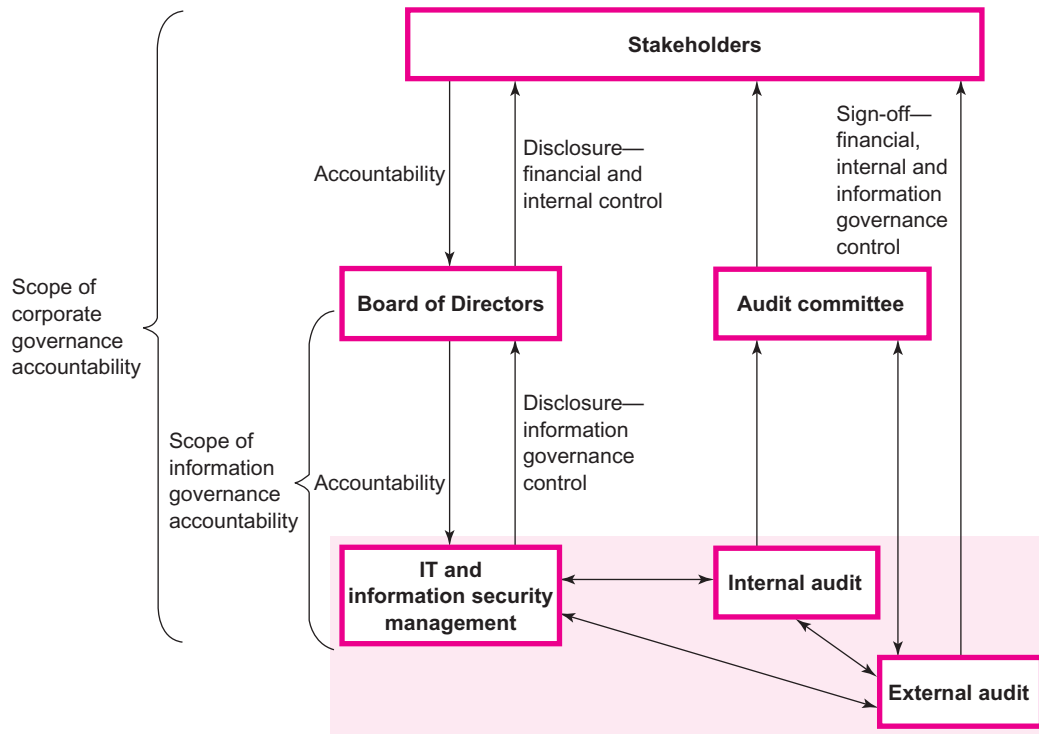 Stakeholders
Accountability
Disclosure—
financial and
internal control
Sign-off—
financial,
internal and
information
governance
control
Scope of
corporate
governance
accountability
Board of Directors
Audit committee
Scope of
information
governance
accountability
Accountability
Disclosure—
information
governance
control
IT and
information security
management
Internal audit
External audit